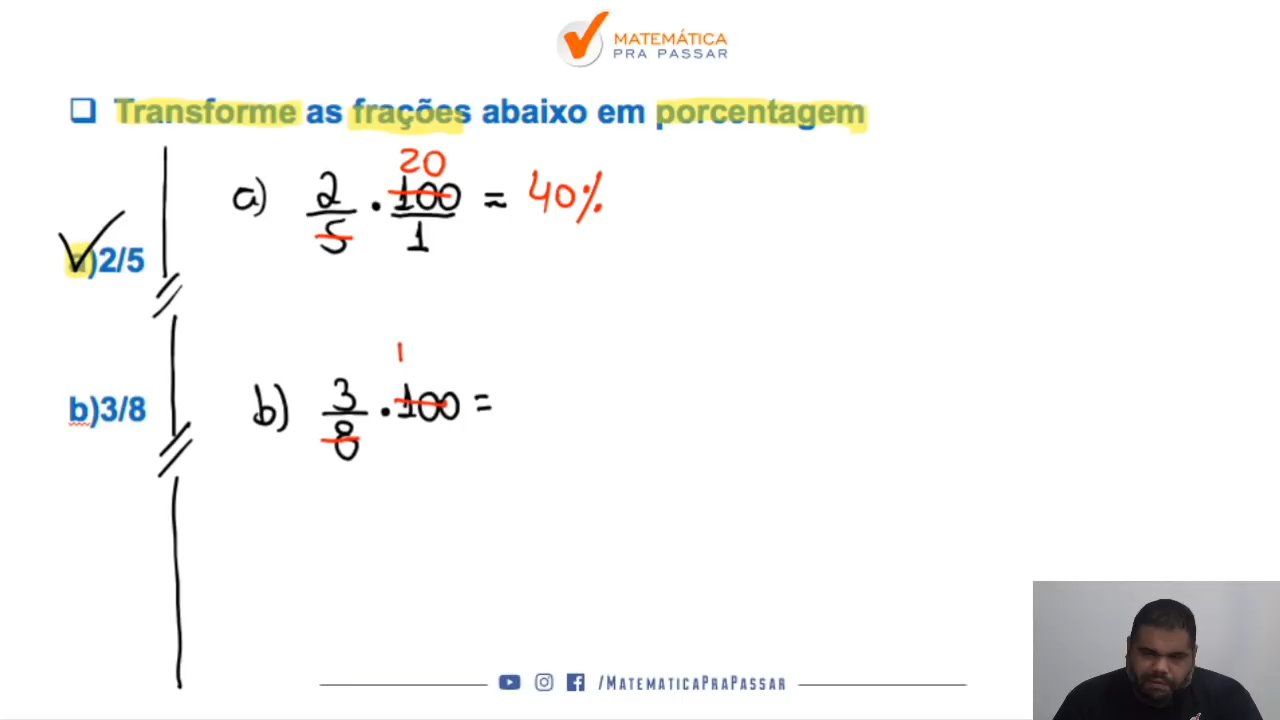 MATEMÁTICA
PRA PASSAR
Transforme as frações abaixo em porcentagem
a) 2/5 · 100/1 = 40%
20
a)2/5
1
b) 3/8 · 100 =
b)3/8
/MATEMATICAPRAPASSAR